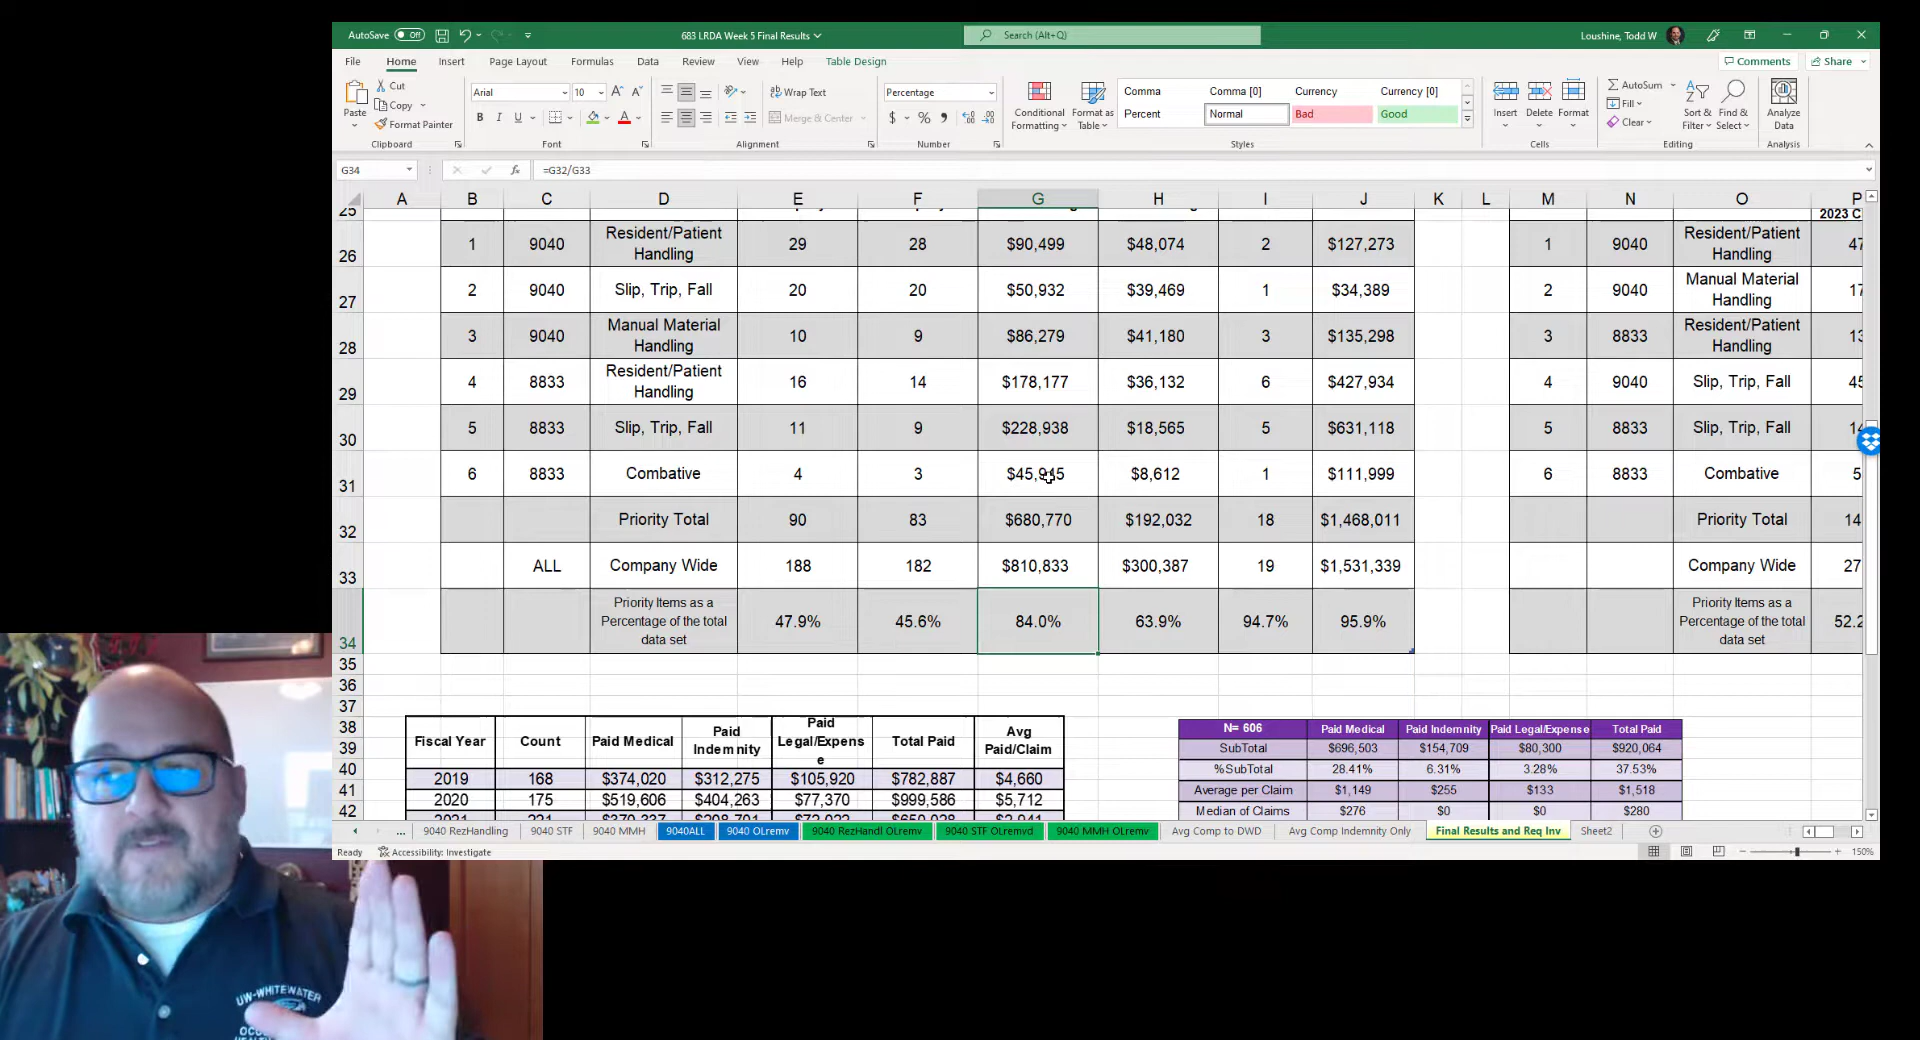 AutoSave Off
683 LRDA Week 5 Final Results
Search (Alt+Q)
Loushine, Todd W
File Home Insert Page Layout Formulas Data Review View Help Table Design
Comments Share
Paste
Cut
Copy
Format Painter
Clipboard
Arial 10
B I U
Font
Wrap Text
Merge & Center
Alignment
Percentage
$ % ,
Number
Conditional Formatting
Format as Table
Comma Comma [0] Currency Currency [0]
Percent Normal Bad Good
Styles
Insert Delete Format
Cells
AutoSum
Fill
Clear
Sort & Filter
Find & Select
Editing
Analyze Data
Analysis
G34 fx =G32/G33
A B C D E F G H I J K L M N O P
25 2023 C
26 1 9040 Resident/Patient Handling 29 28 $90,499 $48,074 2 $127,273 1 9040 Resident/Patient Handling 47
27 2 9040 Slip, Trip, Fall 20 20 $50,932 $39,469 1 $34,389 2 9040 Manual Material Handling 17
28 3 9040 Manual Material Handling 10 9 $86,279 $41,180 3 $135,298 3 8833 Resident/Patient Handling 13
29 4 8833 Resident/Patient Handling 16 14 $178,177 $36,132 6 $427,934 4 9040 Slip, Trip, Fall 45
30 5 8833 Slip, Trip, Fall 11 9 $228,938 $18,565 5 $631,118 5 8833 Slip, Trip, Fall 14
31 6 8833 Combative 4 3 $45,945 $8,612 1 $111,999 6 8833 Combative 5
32 Priority Total 90 83 $680,770 $192,032 18 $1,468,011 Priority Total 14
33 ALL Company Wide 188 182 $810,833 $300,387 19 $1,531,339 Company Wide 27
34 Priority Items as a Percentage of the total data set 47.9% 45.6% 84.0% 63.9% 94.7% 95.9% Priority Items as a Percentage of the total data set 52.2
35
36
37
38
39
40
41
42
Fiscal Year Count Paid Medical Paid Indemnity Paid Legal/Expense Total Paid Avg Paid/Claim
2019 168 $374,020 $312,275 $105,920 $782,887 $4,660
2020 175 $519,606 $404,263 $77,370 $999,586 $5,712
N= 606 Paid Medical Paid Indemnity Paid Legal/Expense Total Paid
SubTotal $696,503 $154,709 $80,300 $920,064
%SubTotal 28.41% 6.31% 3.28% 37.53%
Average per Claim $1,149 $255 $133 $1,518
Median of Claims $276 $0 $0 $280
... 9040 RezHandling 9040 STF 9040 MMH 9040ALL 9040 OLremv 9040 RezHandl OLremv 9040 STF OLremvd 9040 MMH OLremv Avg Comp to DWD Avg Comp Indemnity Only Final Results and Req Inv Sheet2
Ready Accessibility: Investigate 150%
UW-WHITEWATER